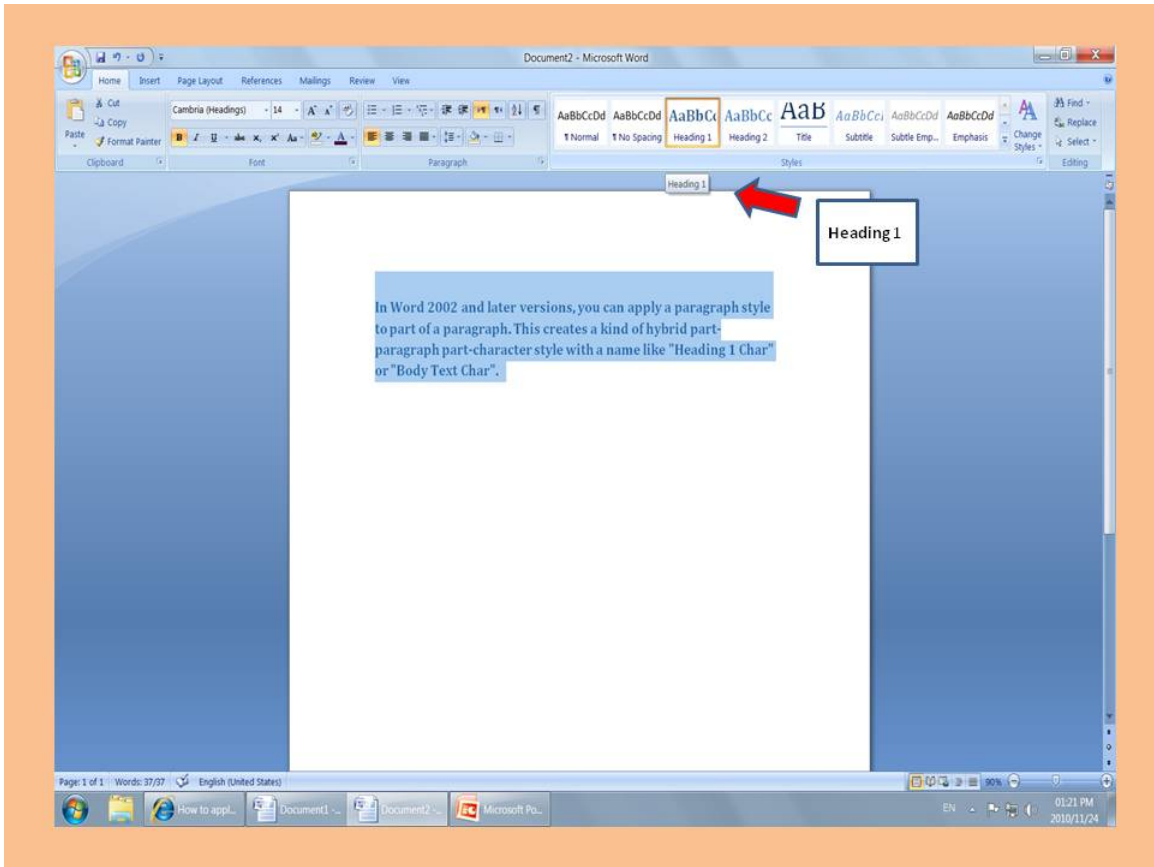 Document2 - Microsoft Word
Home Insert Page Layout References Mailings Review View
Cut
Copy
Format Painter
Paste
Clipboard
Cambria (Headings) 14
B I U abc x, x² Aa A
Font
Paragraph
AaBbCcDd AaBbCcDd AaBbCc AaBbCc AaB AaBbCcI AaBbCcDd AaBbCcDd
¶ Normal ¶ No Spacing Heading 1 Heading 2 Title Subtitle Subtle Emp... Emphasis
Styles
Change Styles
Find
Replace
Select
Editing
Heading 1
Heading 1
In Word 2002 and later versions, you can apply a paragraph style
to part of a paragraph. This creates a kind of hybrid part-
paragraph part-character style with a name like "Heading 1 Char"
or "Body Text Char".
Page: 1 of 1 Words: 37/37 English (United States) 90%
How to appl... Document1 -... Document2 -... Microsoft Po... EN 01:21 PM
2010/11/24